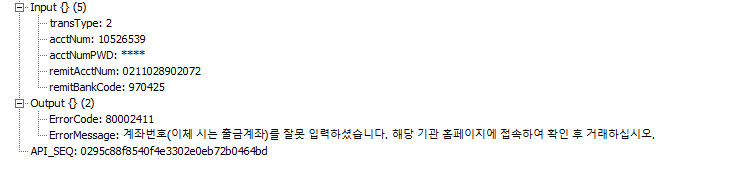 Input {} (5)
transType: 2
acctNum: 10526539
acctNumPWD: ****
remitAcctNum: 0211028902072
remitBankCode: 970425
Output {} (2)
ErrorCode: 80002411
ErrorMessage: 계좌번호(이체 시는 출금계좌)를 잘못 입력하셨습니다. 해당 기관 홈페이지에 접속하여 확인 후 거래하십시오.
API_SEQ: 0295c88f8540f4e3302e0eb72b0464bd